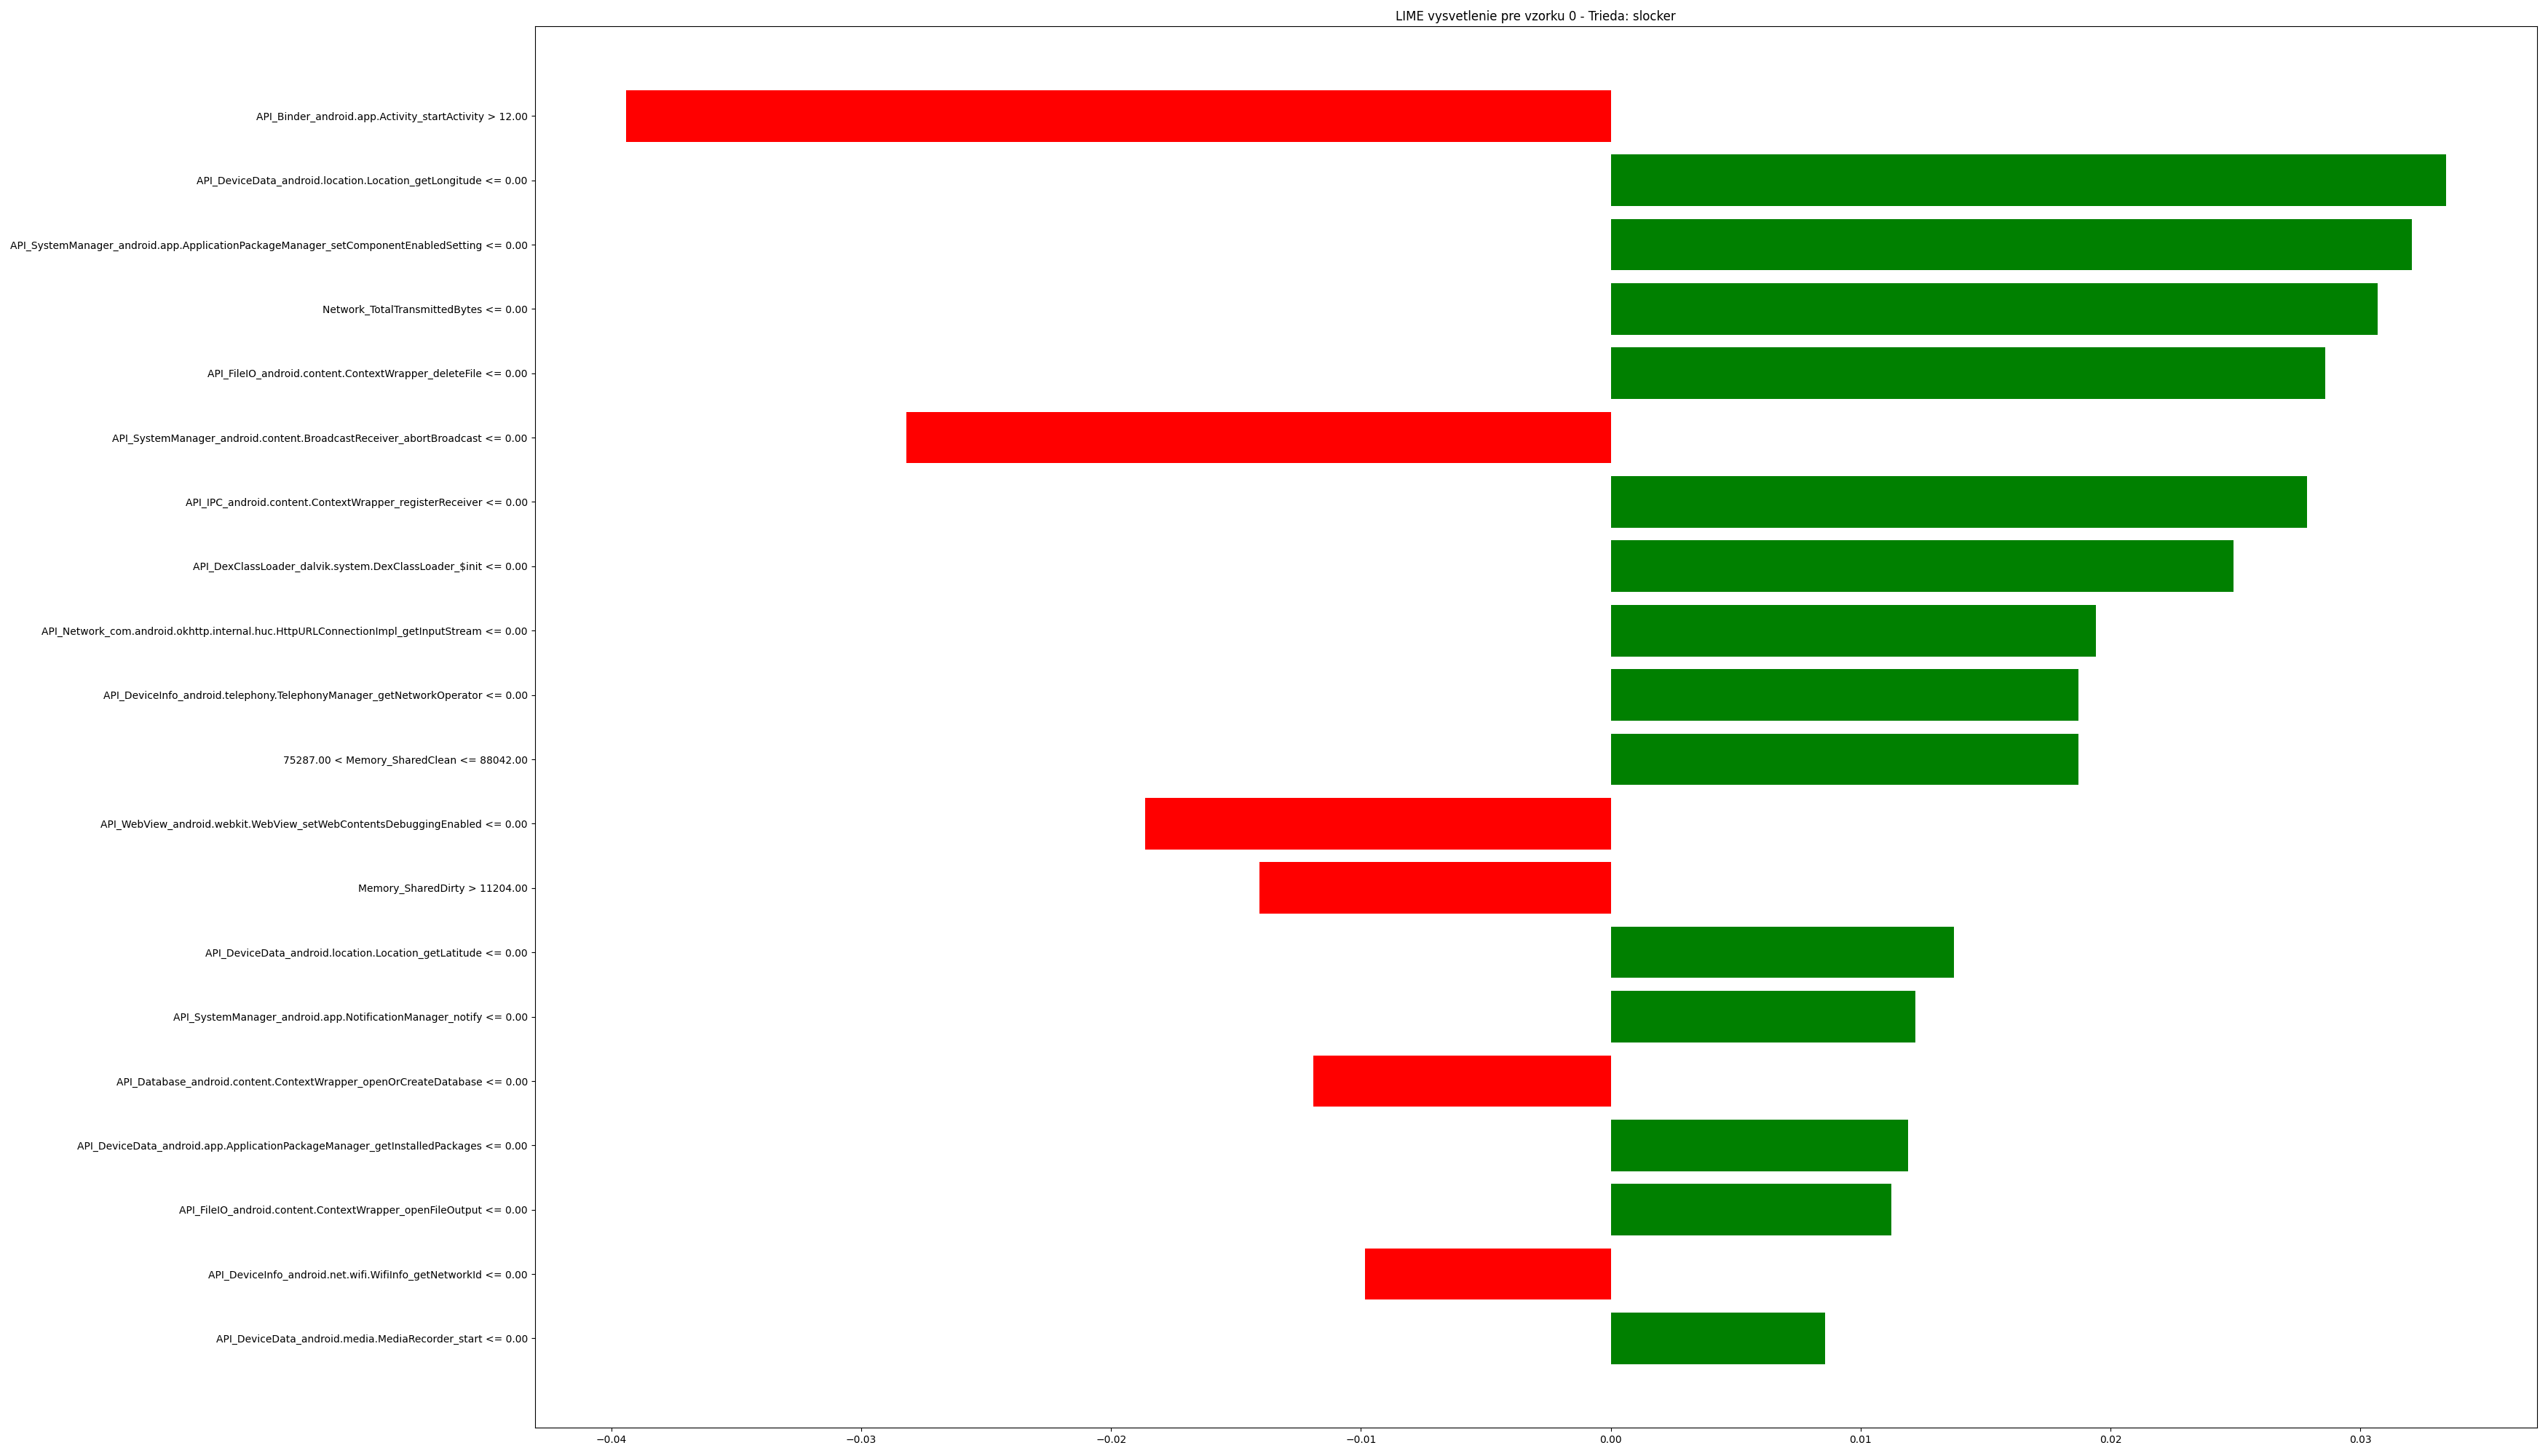 LIME vysvetlenie pre vzorku 0 - Trieda: slocker
API_Binder_android.app.Activity_startActivity > 12.00
API_DeviceData_android.location.Location_getLongitude <= 0.00
API_SystemManager_android.app.ApplicationPackageManager_setComponentEnabledSetting <= 0.00
Network_TotalTransmittedBytes <= 0.00
API_FileIO_android.content.ContextWrapper_deleteFile <= 0.00
API_SystemManager_android.content.BroadcastReceiver_abortBroadcast <= 0.00
API_IPC_android.content.ContextWrapper_registerReceiver <= 0.00
API_DexClassLoader_dalvik.system.DexClassLoader_$init <= 0.00
API_Network_com.android.okhttp.internal.huc.HttpURLConnectionImpl_getInputStream <= 0.00
API_DeviceInfo_android.telephony.TelephonyManager_getNetworkOperator <= 0.00
75287.00 < Memory_SharedClean <= 88042.00
API_WebView_android.webkit.WebView_setWebContentsDebuggingEnabled <= 0.00
Memory_SharedDirty > 11204.00
API_DeviceData_android.location.Location_getLatitude <= 0.00
API_SystemManager_android.app.NotificationManager_notify <= 0.00
API_Database_android.content.ContextWrapper_openOrCreateDatabase <= 0.00
API_DeviceData_android.app.ApplicationPackageManager_getInstalledPackages <= 0.00
API_FileIO_android.content.ContextWrapper_openFileOutput <= 0.00
API_DeviceInfo_android.net.wifi.WifiInfo_getNetworkId <= 0.00
API_DeviceData_android.media.MediaRecorder_start <= 0.00
−0.04 −0.03 −0.02 −0.01 0.00 0.01 0.02 0.03